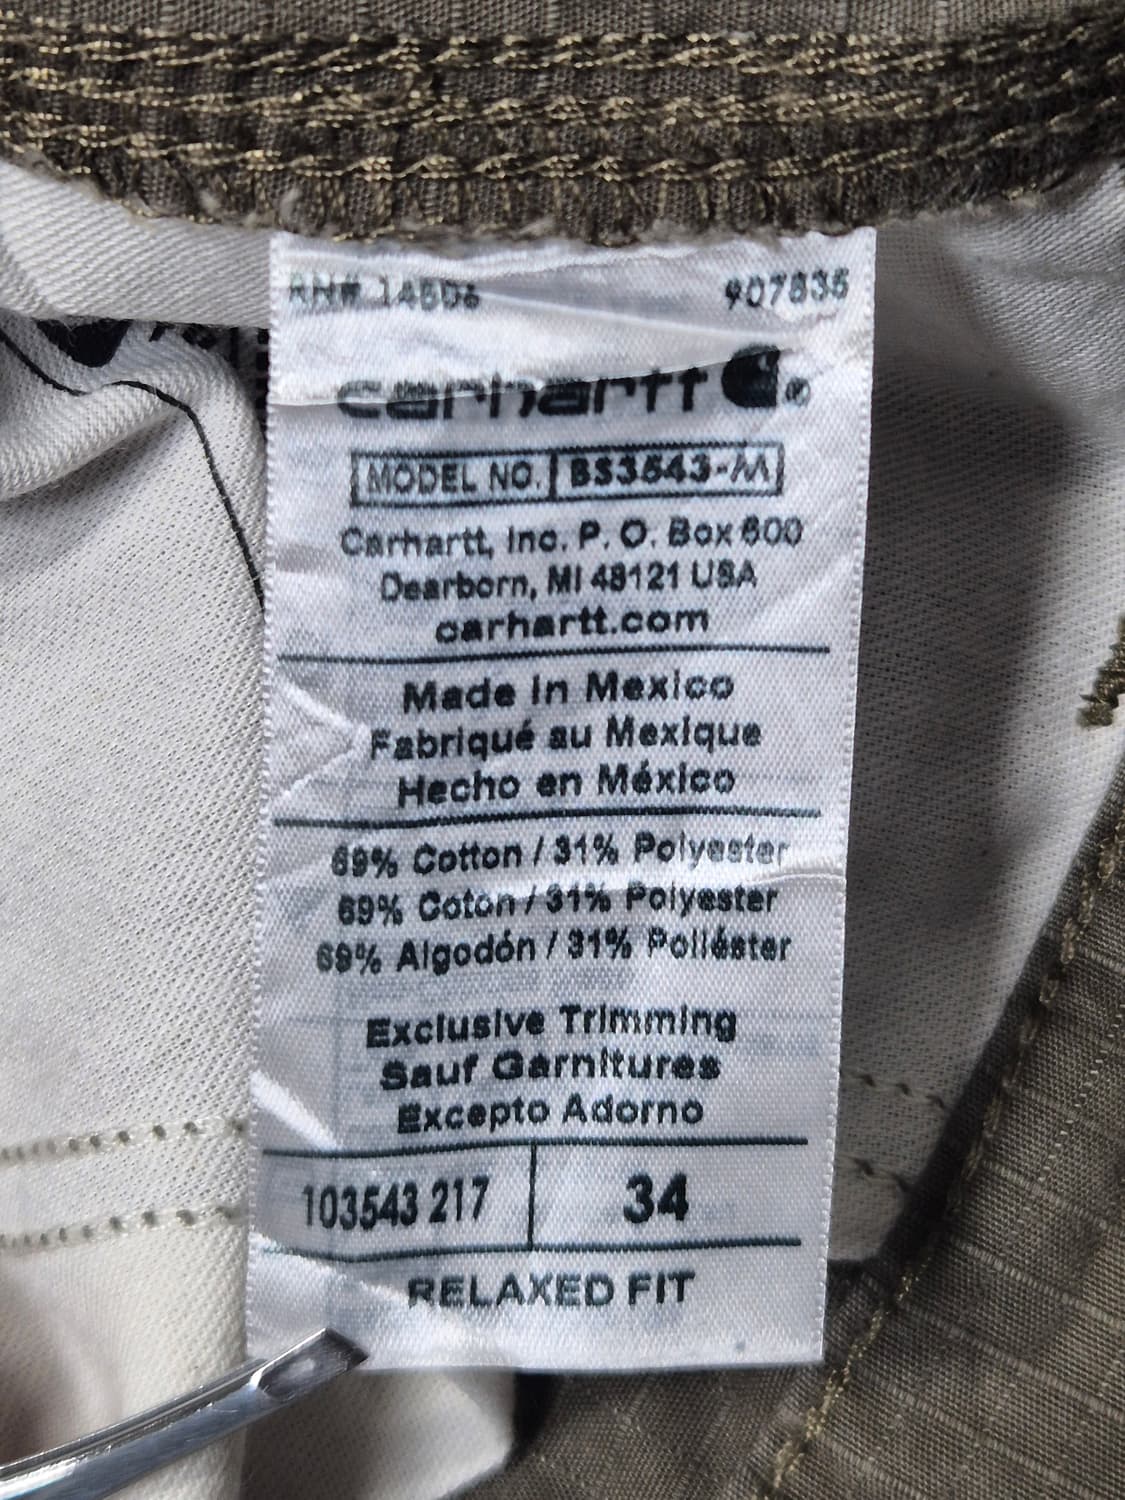 RN# 14806 907835
carhartt ®
MODEL NO. BS3543-M
Carhartt, Inc. P. O. Box 600
Dearborn, MI 48121 USA
carhartt.com
Made in Mexico
Fabriqué au Mexique
Hecho en México
69% Cotton / 31% Polyester
69% Coton / 31% Polyester
69% Algodón / 31% Poliéster
Exclusive Trimming
Sauf Garnitures
Excepto Adorno
103543 217 34
RELAXED FIT